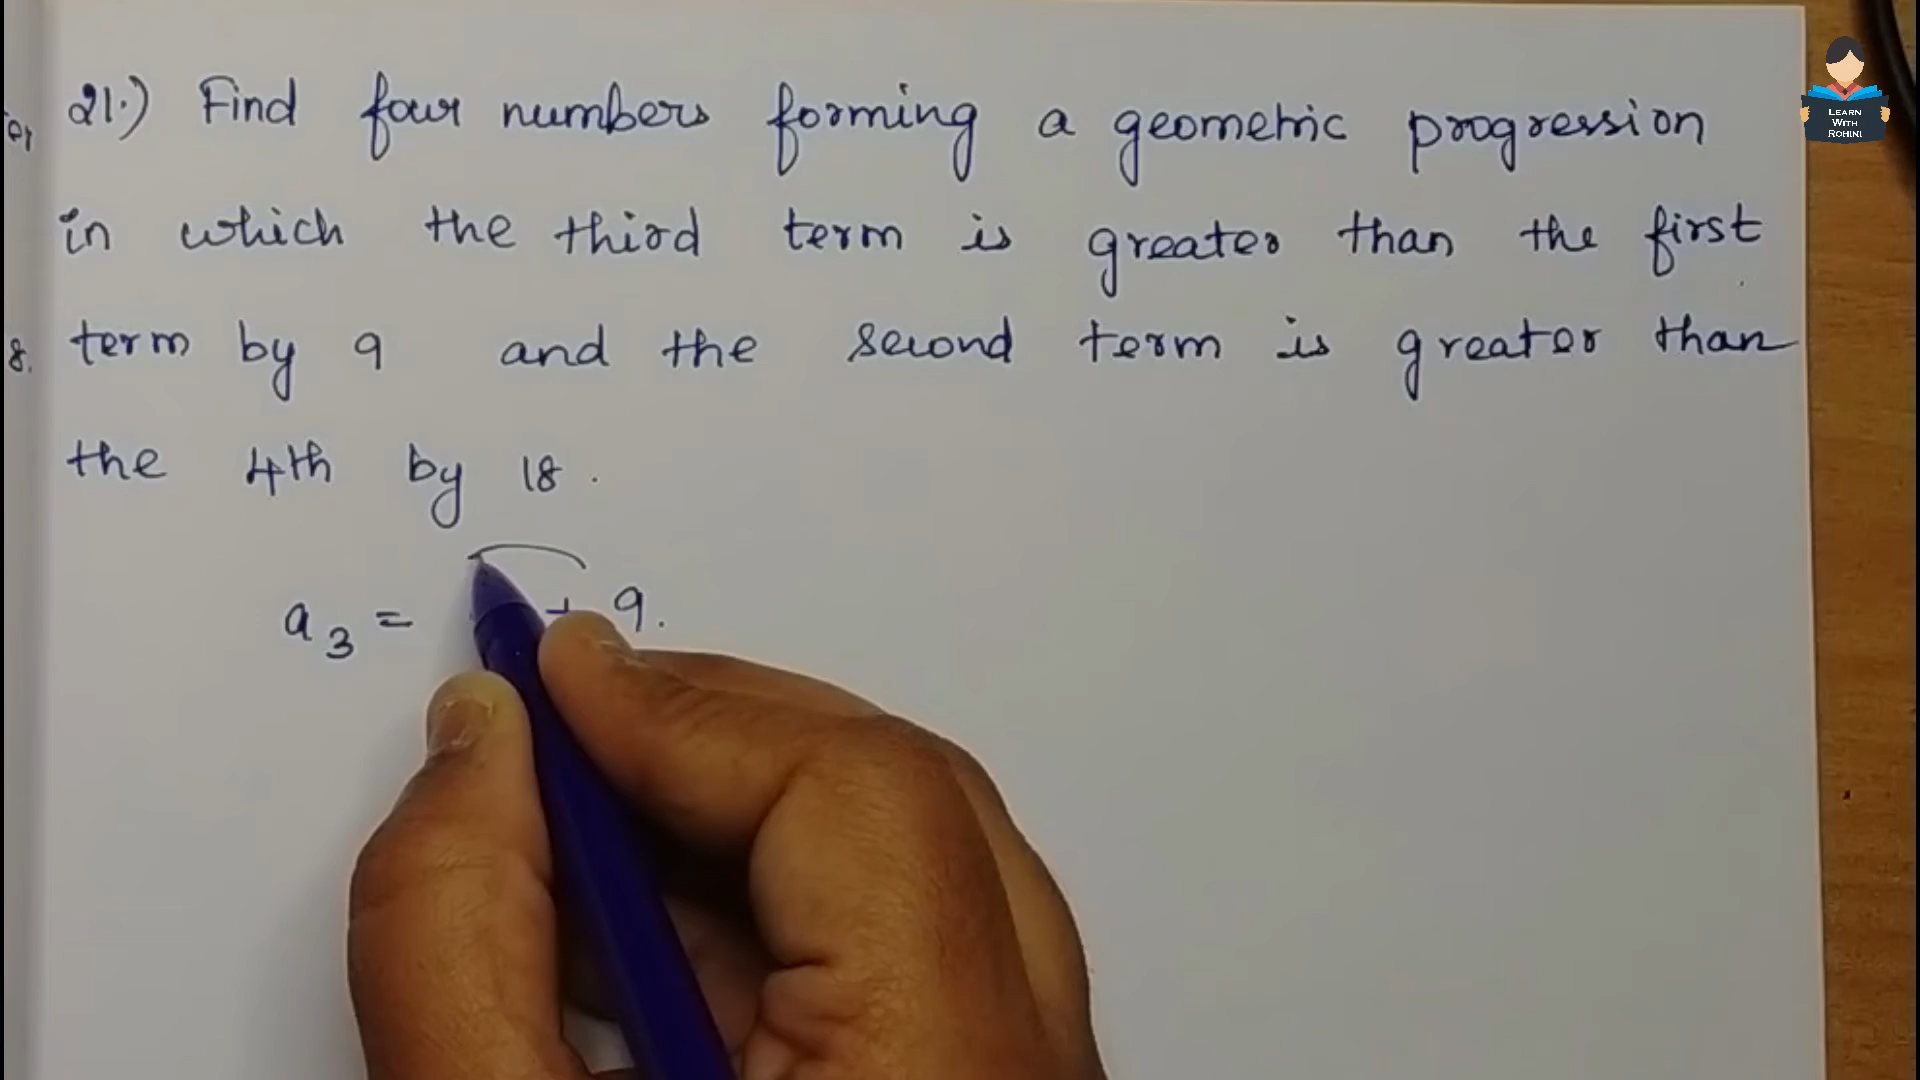 21.) Find four numbers forming a geometric progression
in which the third term is greater than the first
8. term by 9 and the second term is greater than
the 4th by 18.
a3 = + 9.
LEARN
WITH
ROHINI